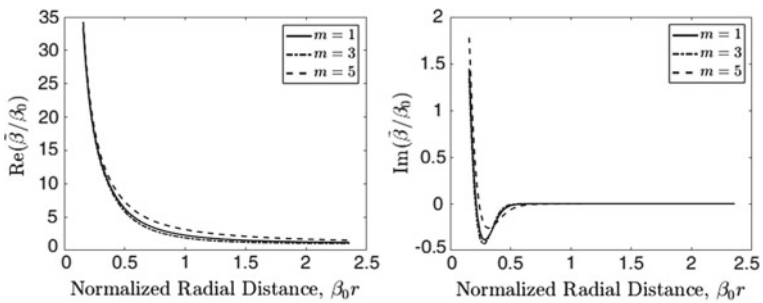 35
30
25
20
15
10
5
0
Re(β̄/β₀)
m = 1
m = 3
m = 5
0 0.5 1 1.5 2 2.5
Normalized Radial Distance, β₀r
2
1.5
1
0.5
0
-0.5
Im(β̄/β₀)
m = 1
m = 3
m = 5
0 0.5 1 1.5 2 2.5
Normalized Radial Distance, β₀r